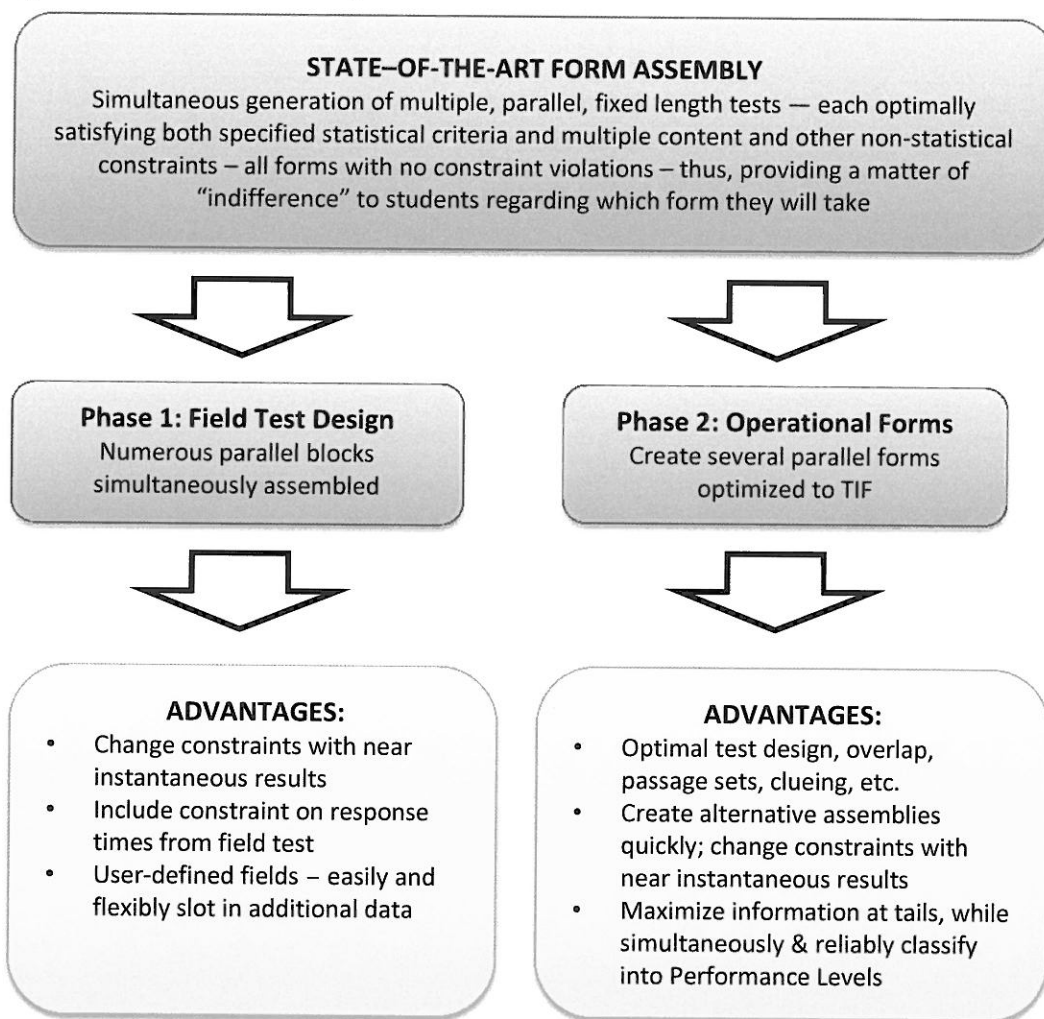 STATE–OF-THE-ART FORM ASSEMBLY
Simultaneous generation of multiple, parallel, fixed length tests — each optimally
satisfying both specified statistical criteria and multiple content and other non-statistical
constraints – all forms with no constraint violations – thus, providing a matter of
“indifference” to students regarding which form they will take
Phase 1: Field Test Design
Numerous parallel blocks
simultaneously assembled
Phase 2: Operational Forms
Create several parallel forms
optimized to TIF
ADVANTAGES:
• Change constraints with near
instantaneous results
• Include constraint on response
times from field test
• User-defined fields – easily and
flexibly slot in additional data
ADVANTAGES:
• Optimal test design, overlap,
passage sets, clueing, etc.
• Create alternative assemblies
quickly; change constraints with
near instantaneous results
• Maximize information at tails, while
simultaneously & reliably classify
into Performance Levels